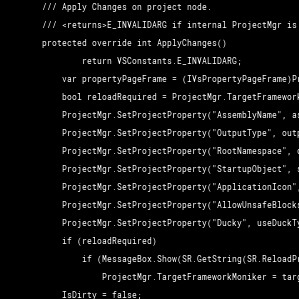 /// Apply Changes on project node.
/// <returns>E_INVALIDARG if internal ProjectMgr is
protected override int ApplyChanges()
return VSConstants.E_INVALIDARG;
var propertyPageFrame = (IVsPropertyPageFrame)Pr
bool reloadRequired = ProjectMgr.TargetFramework
ProjectMgr.SetProjectProperty("AssemblyName", as
ProjectMgr.SetProjectProperty("OutputType", outp
ProjectMgr.SetProjectProperty("RootNamespace", d
ProjectMgr.SetProjectProperty("StartupObject", s
ProjectMgr.SetProjectProperty("ApplicationIcon",
ProjectMgr.SetProjectProperty("AllowUnsafeBlocks
ProjectMgr.SetProjectProperty("Ducky", useDuckTy
if (reloadRequired)
if (MessageBox.Show(SR.GetString(SR.ReloadPr
ProjectMgr.TargetFrameworkMoniker = targ
IsDirty = false;